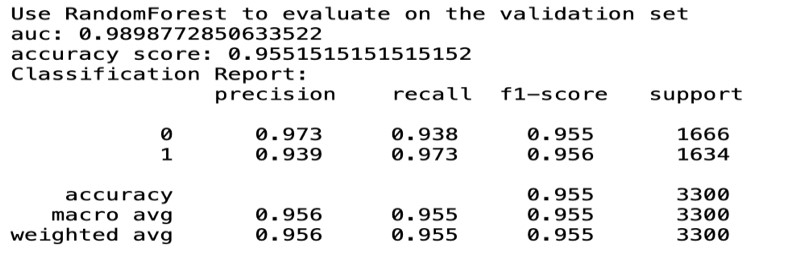 Use RandomForest to evaluate on the validation set
auc: 0.9898772850633522
accuracy score: 0.9551515151515152
Classification Report:
precision recall f1-score support
0 0.973 0.938 0.955 1666
1 0.939 0.973 0.956 1634
accuracy 0.955 3300
macro avg 0.956 0.955 0.955 3300
weighted avg 0.956 0.955 0.955 3300